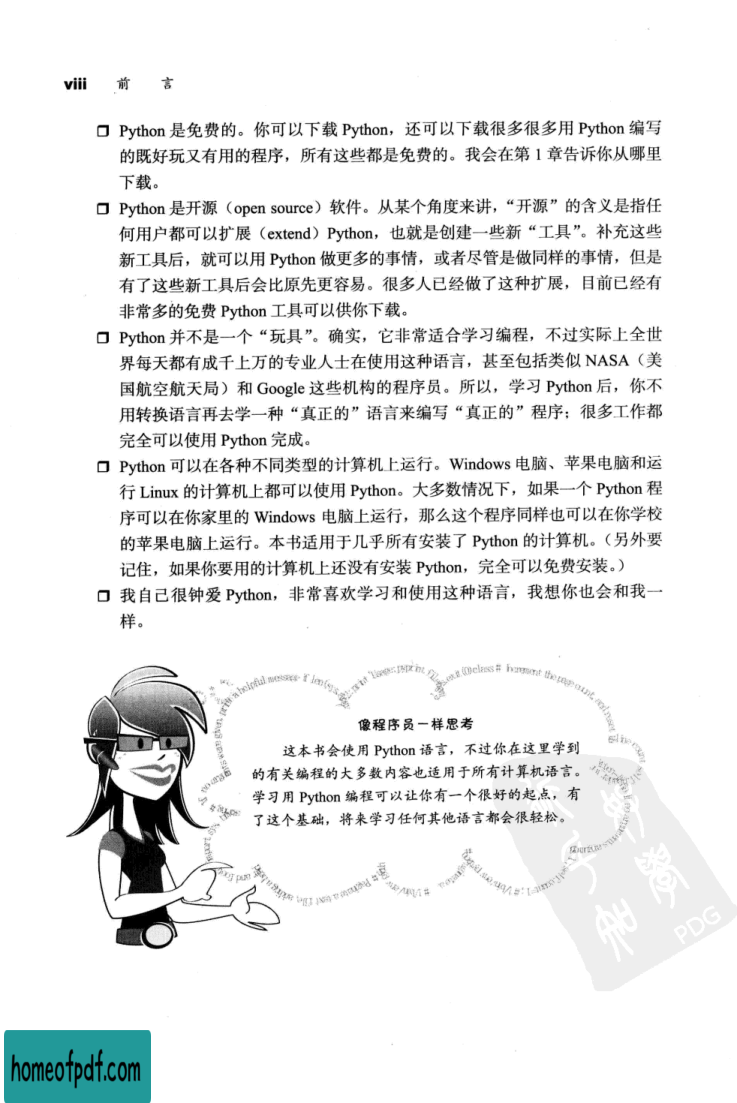 viii 前 言
Python 是免费的。你可以下载 Python，还可以下载很多很多用 Python 编写
的既好玩又有用的程序，所有这些都是免费的。我会在第 1 章告诉你从哪里
下载。
Python 是开源（open source）软件。从某个角度来讲，“开源”的含义是指任
何用户都可以扩展（extend）Python，也就是创建一些新“工具”。补充这些
新工具后，就可以用 Python 做更多的事情，或者尽管是做同样的事情，但是
有了这些新工具后会比原先更容易。很多人已经做了这种扩展，目前已经有
非常多的免费 Python 工具可以供你下载。
Python 并不是一个“玩具”。确实，它非常适合学习编程，不过实际上全世
界每天都有成千上万的专业人士在使用这种语言，甚至包括类似 NASA（美
国航空航天局）和 Google 这些机构的程序员。所以，学习 Python 后，你不
用转换语言再去学一种“真正的”语言来编写“真正的”程序；很多工作都
完全可以使用 Python 完成。
Python 可以在各种不同类型的计算机上运行。Windows 电脑、苹果电脑和运
行 Linux 的计算机上都可以使用 Python。大多数情况下，如果一个 Python 程
序可以在你家里的 Windows 电脑上运行，那么这个程序同样也可以在你学校
的苹果电脑上运行。本书适用于几乎所有安装了 Python 的计算机。（另外要
记住，如果你要用的计算机上还没有安装 Python，完全可以免费安装。）
我自己很钟爱 Python，非常喜欢学习和使用这种语言，我想你也会和我一
样。
像程序员一样思考
这本书会使用 Python 语言，不过你在这里学到
的有关编程的大多数内容也适用于所有计算机语言。
学习用 Python 编程可以让你有一个很好的起点，有
了这个基础，将来学习任何其他语言都会很轻松。
PDG
homeofpdf.com